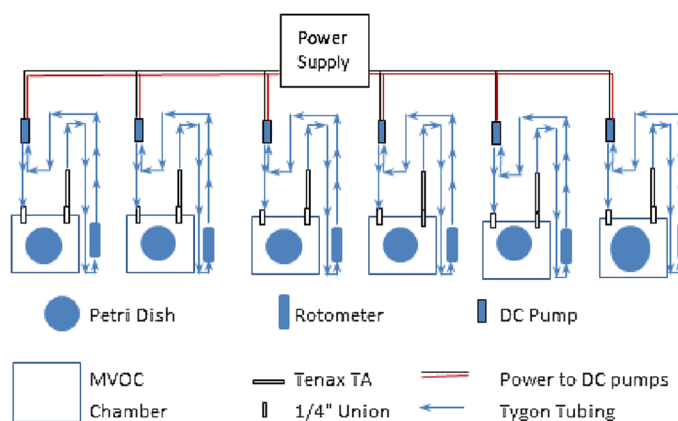 Power
Supply
Petri Dish
Rotometer
DC Pump
MVOC
Chamber
Tenax TA
1/4" Union
Power to DC pumps
Tygon Tubing